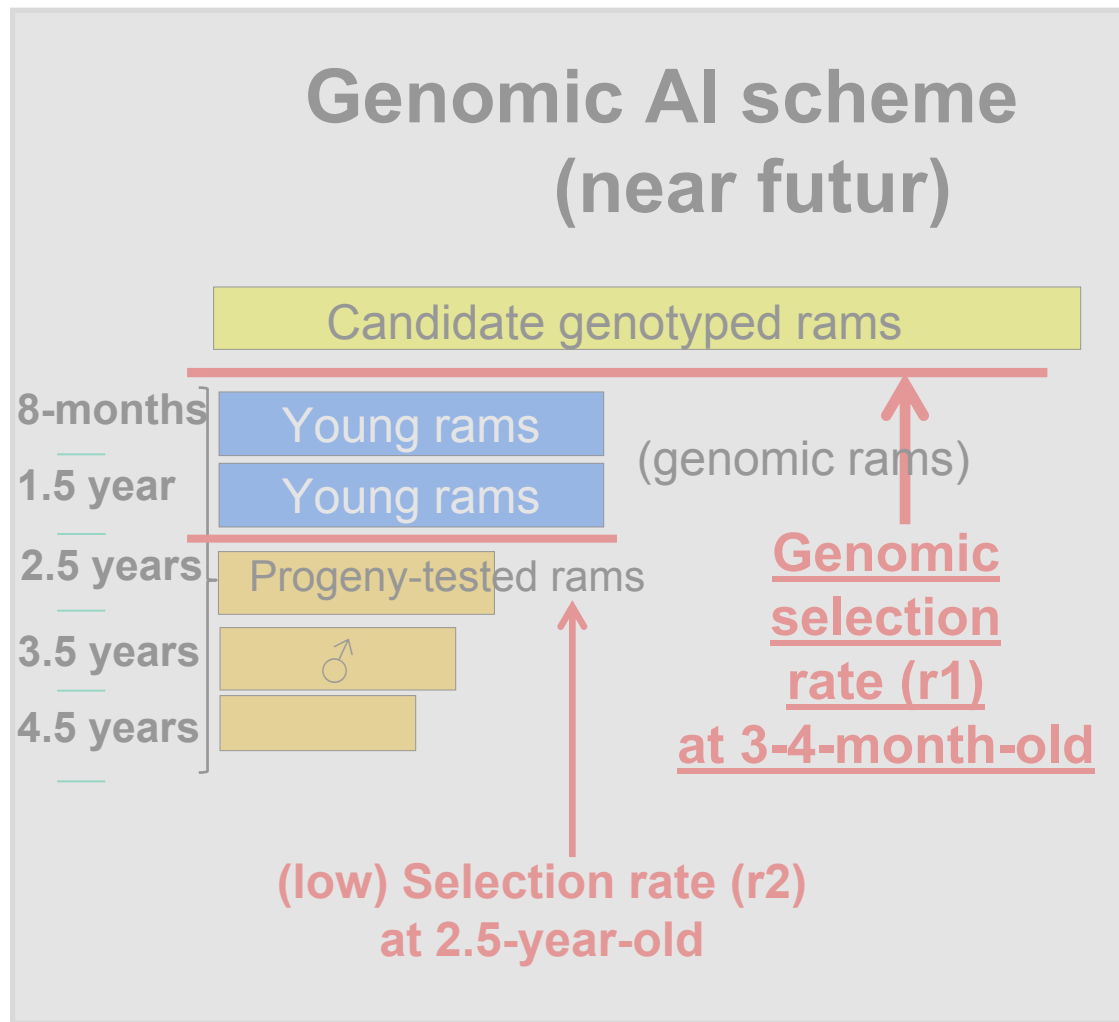 Genomic AI scheme
(near futur)
Candidate genotyped rams
8-months
Young rams
(genomic rams)
1.5 year
Young rams
2.5 years
Progeny-tested rams
3.5 years
♂
4.5 years
Genomic
selection
rate (r1)
at 3-4-month-old
(low) Selection rate (r2)
at 2.5-year-old